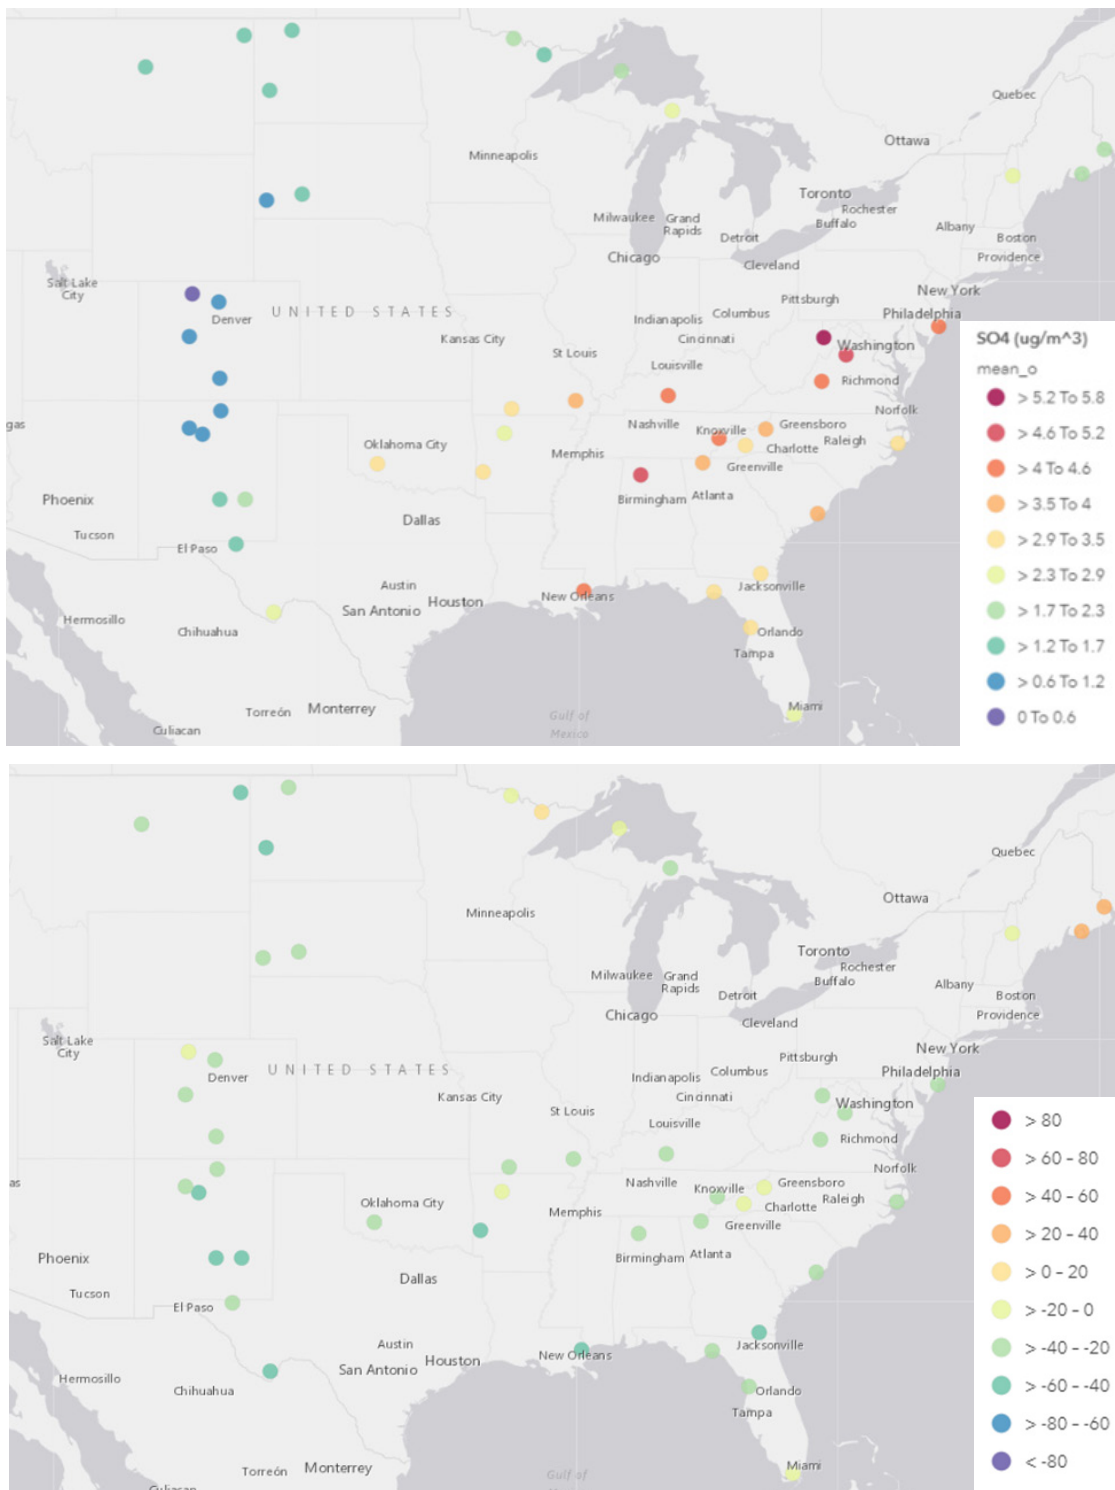 Quebec
Ottawa
Minneapolis
Toronto
Rochester
Milwaukee
Grand
Rapids
Buffalo
Albany
Detroit
Boston
Chicago
Cleveland
Providence
Salt Lake
City
New York
Pittsburgh
UNITED STATES
Denver
Columbus
Philadelphia
Indianapolis
Kansas City
Cincinnati
Washington
St Louis
Louisville
Richmond
Norfolk
gas
Nashville
Knoxville
Greensboro
Oklahoma City
Raleigh
Charlotte
Memphis
Greenville
Phoenix
Birmingham
Atlanta
Dallas
Tucson
El Paso
Austin
Jacksonville
New Orleans
Houston
San Antonio
Hermosillo
Chihuahua
Orlando
Tampa
Miami
Torreón
Monterrey
Gulf of
Mexico
Culiacan
SO4 (ug/m^3)
mean_o
> 5.2 To 5.8
> 4.6 To 5.2
> 4 To 4.6
> 3.5 To 4
> 2.9 To 3.5
> 2.3 To 2.9
> 1.7 To 2.3
> 1.2 To 1.7
> 0.6 To 1.2
0 To 0.6
Quebec
Ottawa
Minneapolis
Toronto
Rochester
Milwaukee
Grand
Rapids
Buffalo
Albany
Detroit
Boston
Chicago
Cleveland
Providence
Salt Lake
City
New York
Pittsburgh
UNITED STATES
Denver
Columbus
Philadelphia
Indianapolis
Kansas City
Cincinnati
Washington
St Louis
Louisville
Richmond
Norfolk
as
Nashville
Knoxville
Greensboro
Oklahoma City
Raleigh
Charlotte
Memphis
Greenville
Phoenix
Birmingham
Atlanta
Dallas
Tucson
El Paso
Austin
Jacksonville
New Orleans
Houston
San Antonio
Hermosillo
Chihuahua
Orlando
Tampa
Miami
Torreón
Monterrey
Gulf of
Culiacan
> 80
> 60 - 80
> 40 - 60
> 20 - 40
> 0 - 20
> -20 - 0
> -40 - -20
> -60 - -40
> -80 - -60
< -80